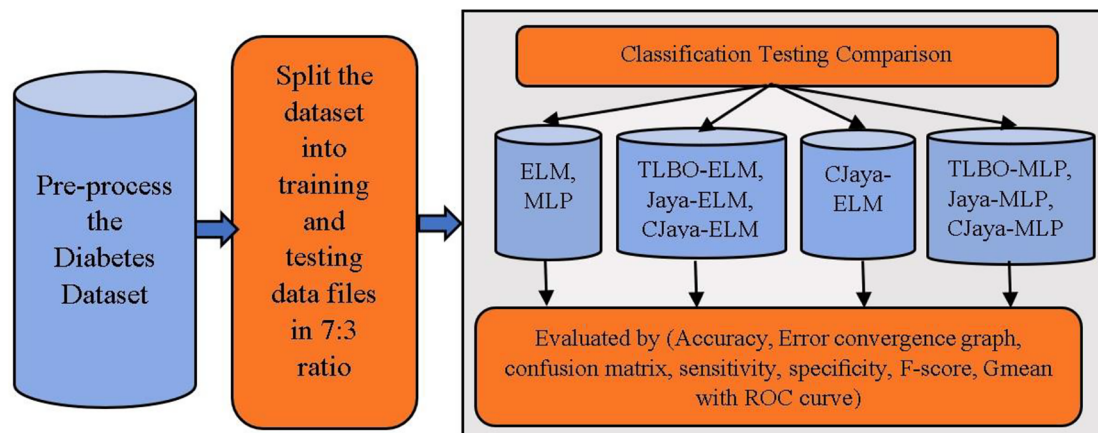 Pre-process
the
Diabetes
Dataset
Split the
dataset
into
training
and
testing
data files
in 7:3
ratio
Classification Testing Comparison
ELM,
MLP
TLBO-ELM,
Jaya-ELM,
CJaya-ELM
CJaya-
ELM
TLBO-MLP,
Jaya-MLP,
CJaya-MLP
Evaluated by (Accuracy, Error convergence graph,
confusion matrix, sensitivity, specificity, F-score, Gmean
with ROC curve)